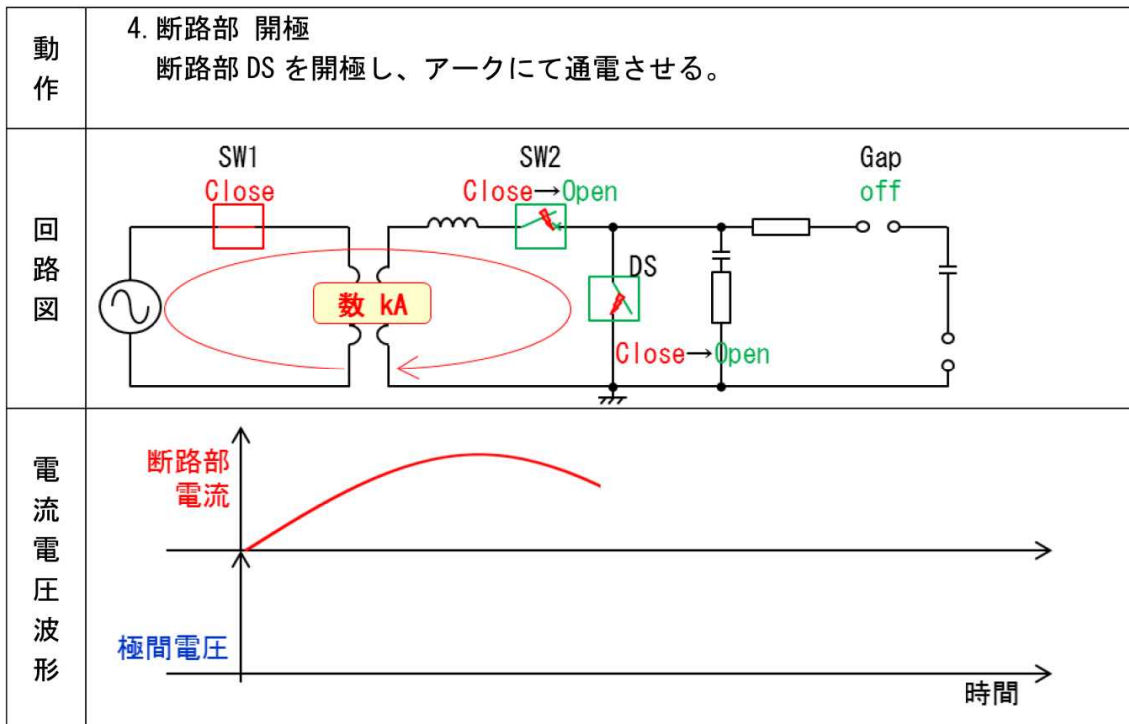 動作
4. 断路部 開極
断路部 DS を開極し、アークにて通電させる。
回路図
SW1
Close
SW2
Close→Open
Gap
off
DS
数 kA
Close→Open
電流電圧波形
断路部
電流
極間電圧
時間